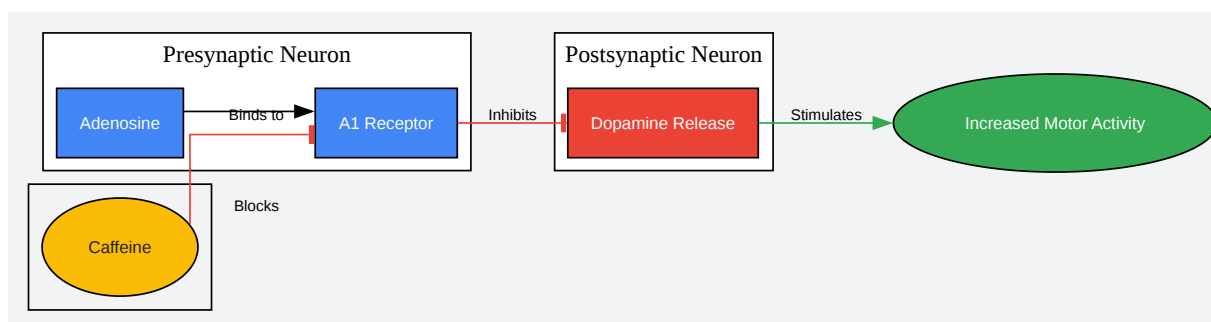 Presynaptic Neuron
Postsynaptic Neuron
Adenosine
Binds to
A1 Receptor
Inhibits
Dopamine Release
Stimulates
Increased Motor Activity
Blocks
Caffeine